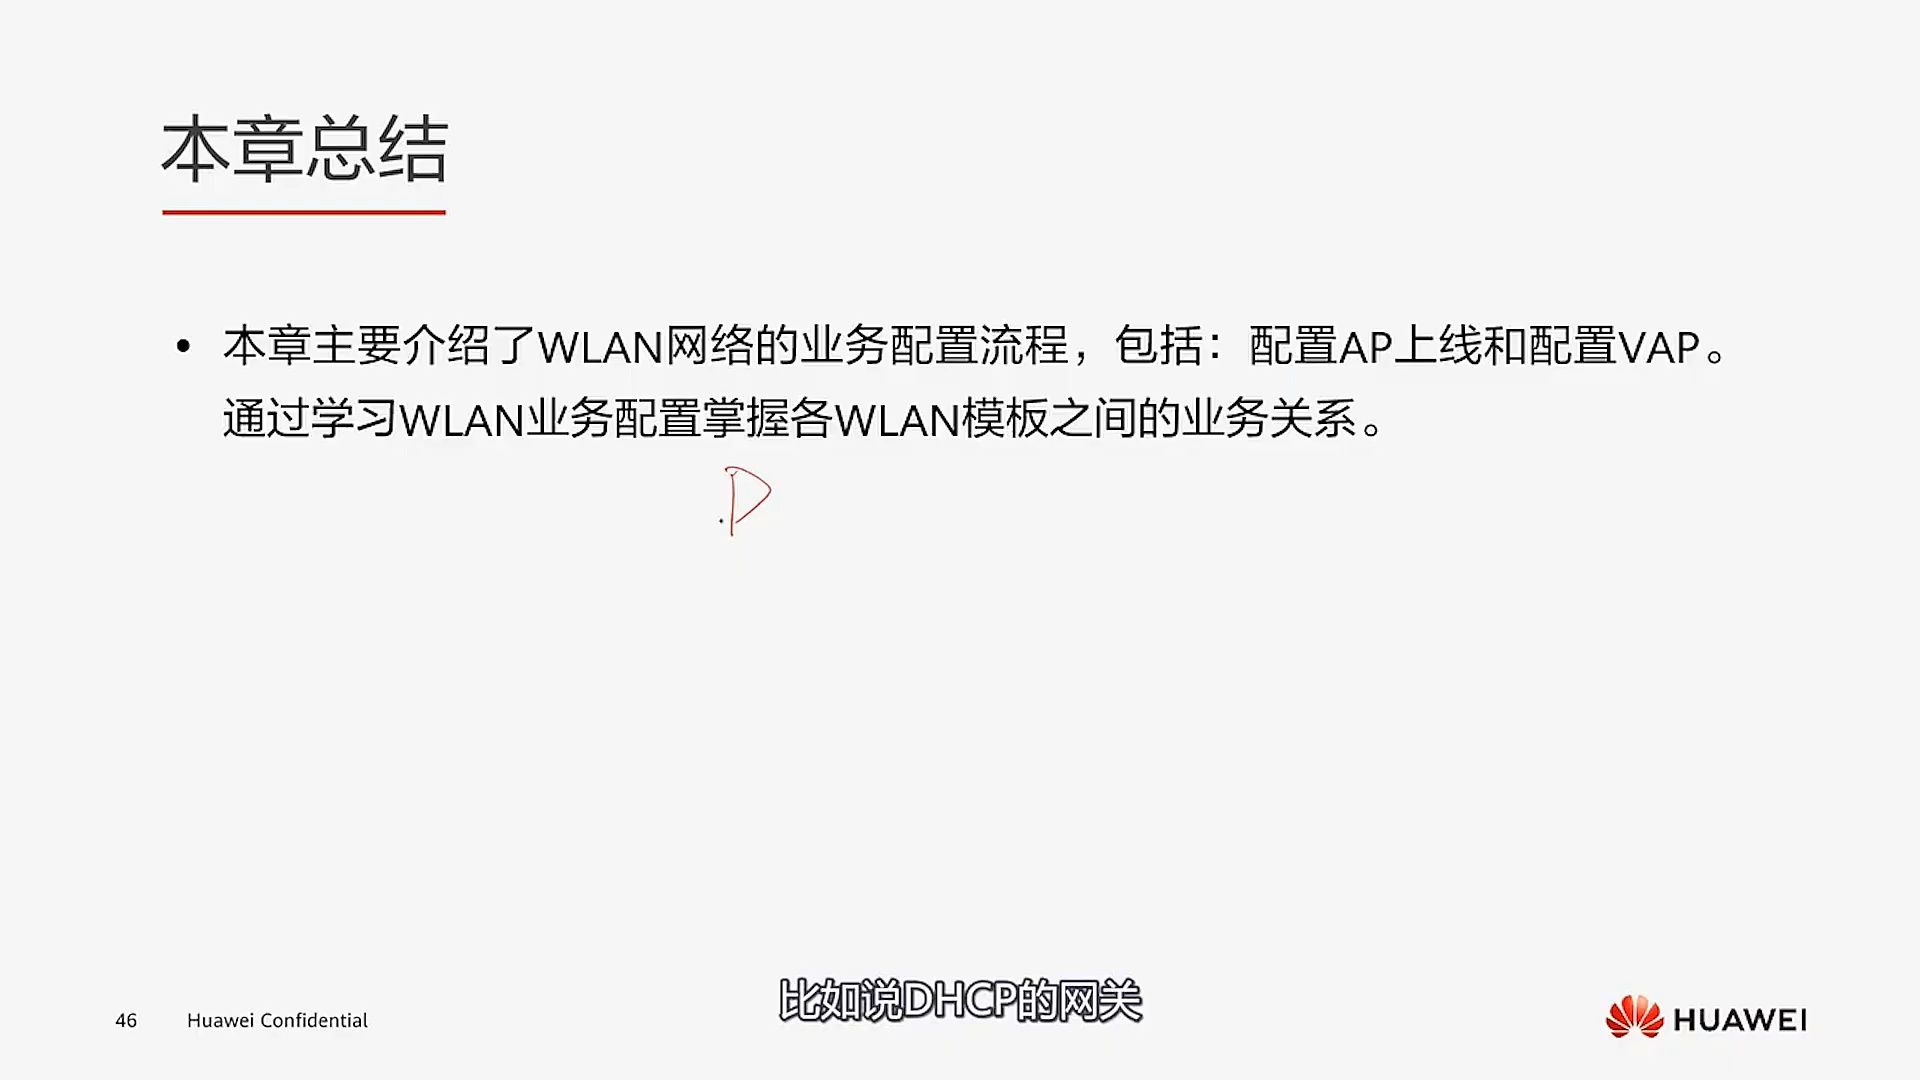 本章总结
• 本章主要介绍了WLAN网络的业务配置流程，包括：配置AP上线和配置VAP。
通过学习WLAN业务配置掌握各WLAN模板之间的业务关系。
D
比如说DHCP的网关
46 Huawei Confidential
HUAWEI